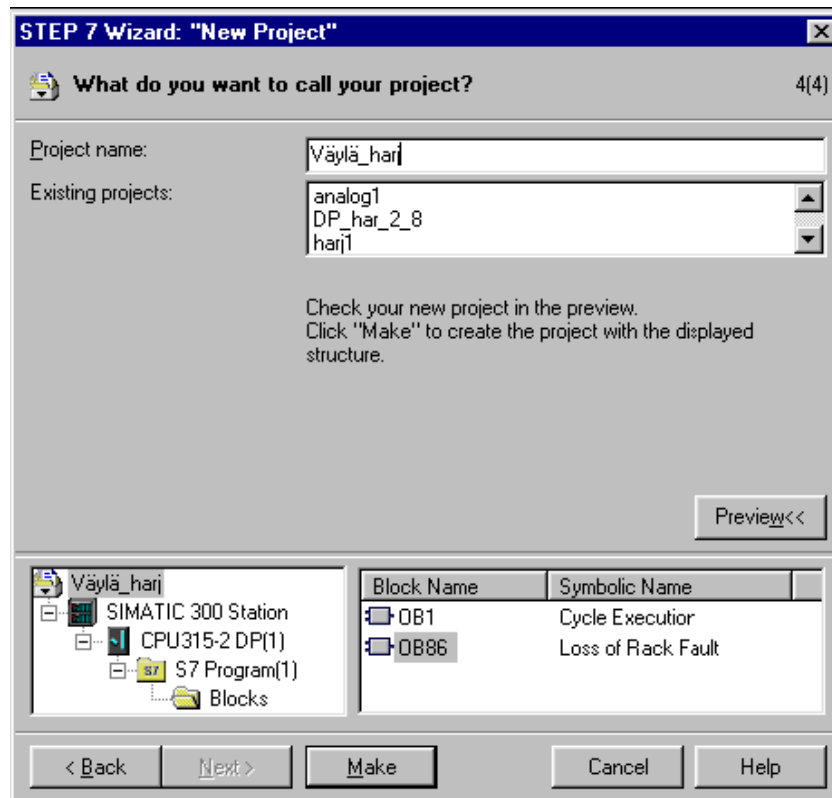 STEP 7 Wizard: "New Project"
What do you want to call your project? 4(4)
Project name: Väylä_harj
Existing projects: analog1
DP_har_2_8
harj1
Check your new project in the preview.
Click "Make" to create the project with the displayed
structure.
Preview<<
Väylä_harj
SIMATIC 300 Station
CPU315-2 DP(1)
S7 S7 Program(1)
Blocks
Block Name Symbolic Name
OB1 Cycle Execution
OB86 Loss of Rack Fault
< Back Next > Make Cancel Help